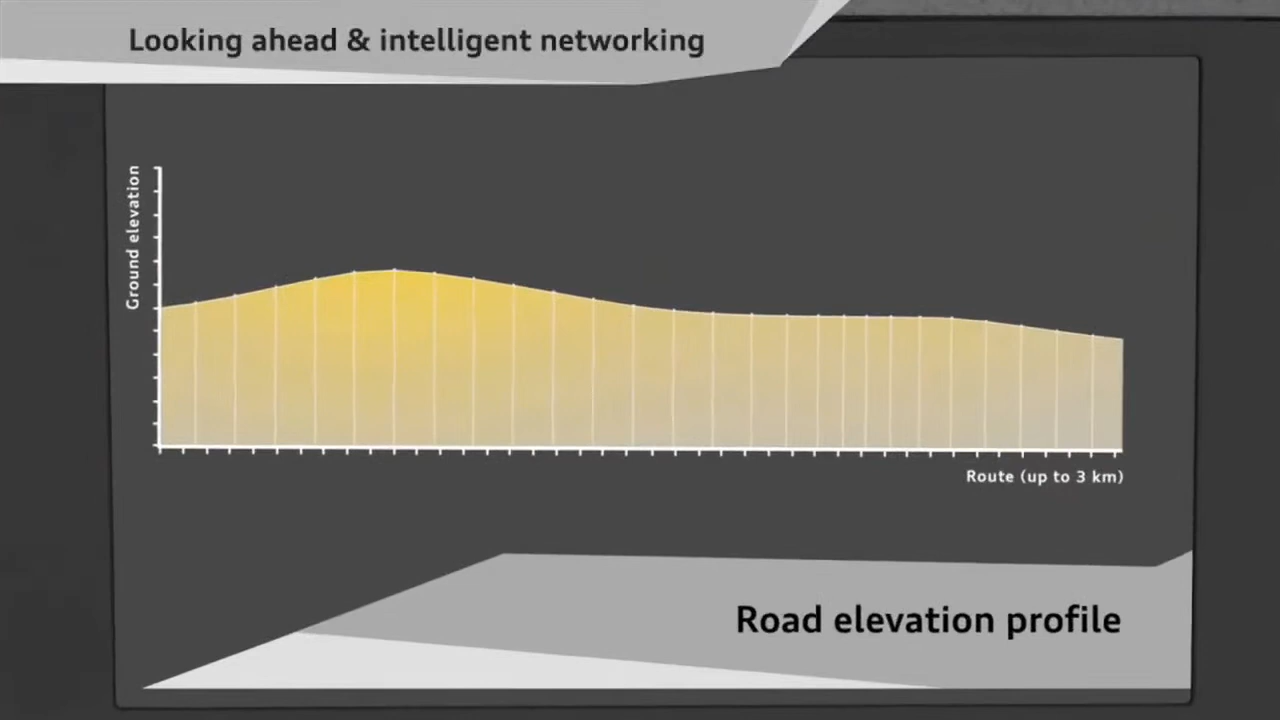 Looking ahead & intelligent networking
Ground elevation
Route (up to 3 km)
Road elevation profile